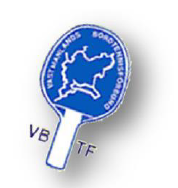 VÄSTMANLANDS BORDTENNISFÖRBUND
VB TF